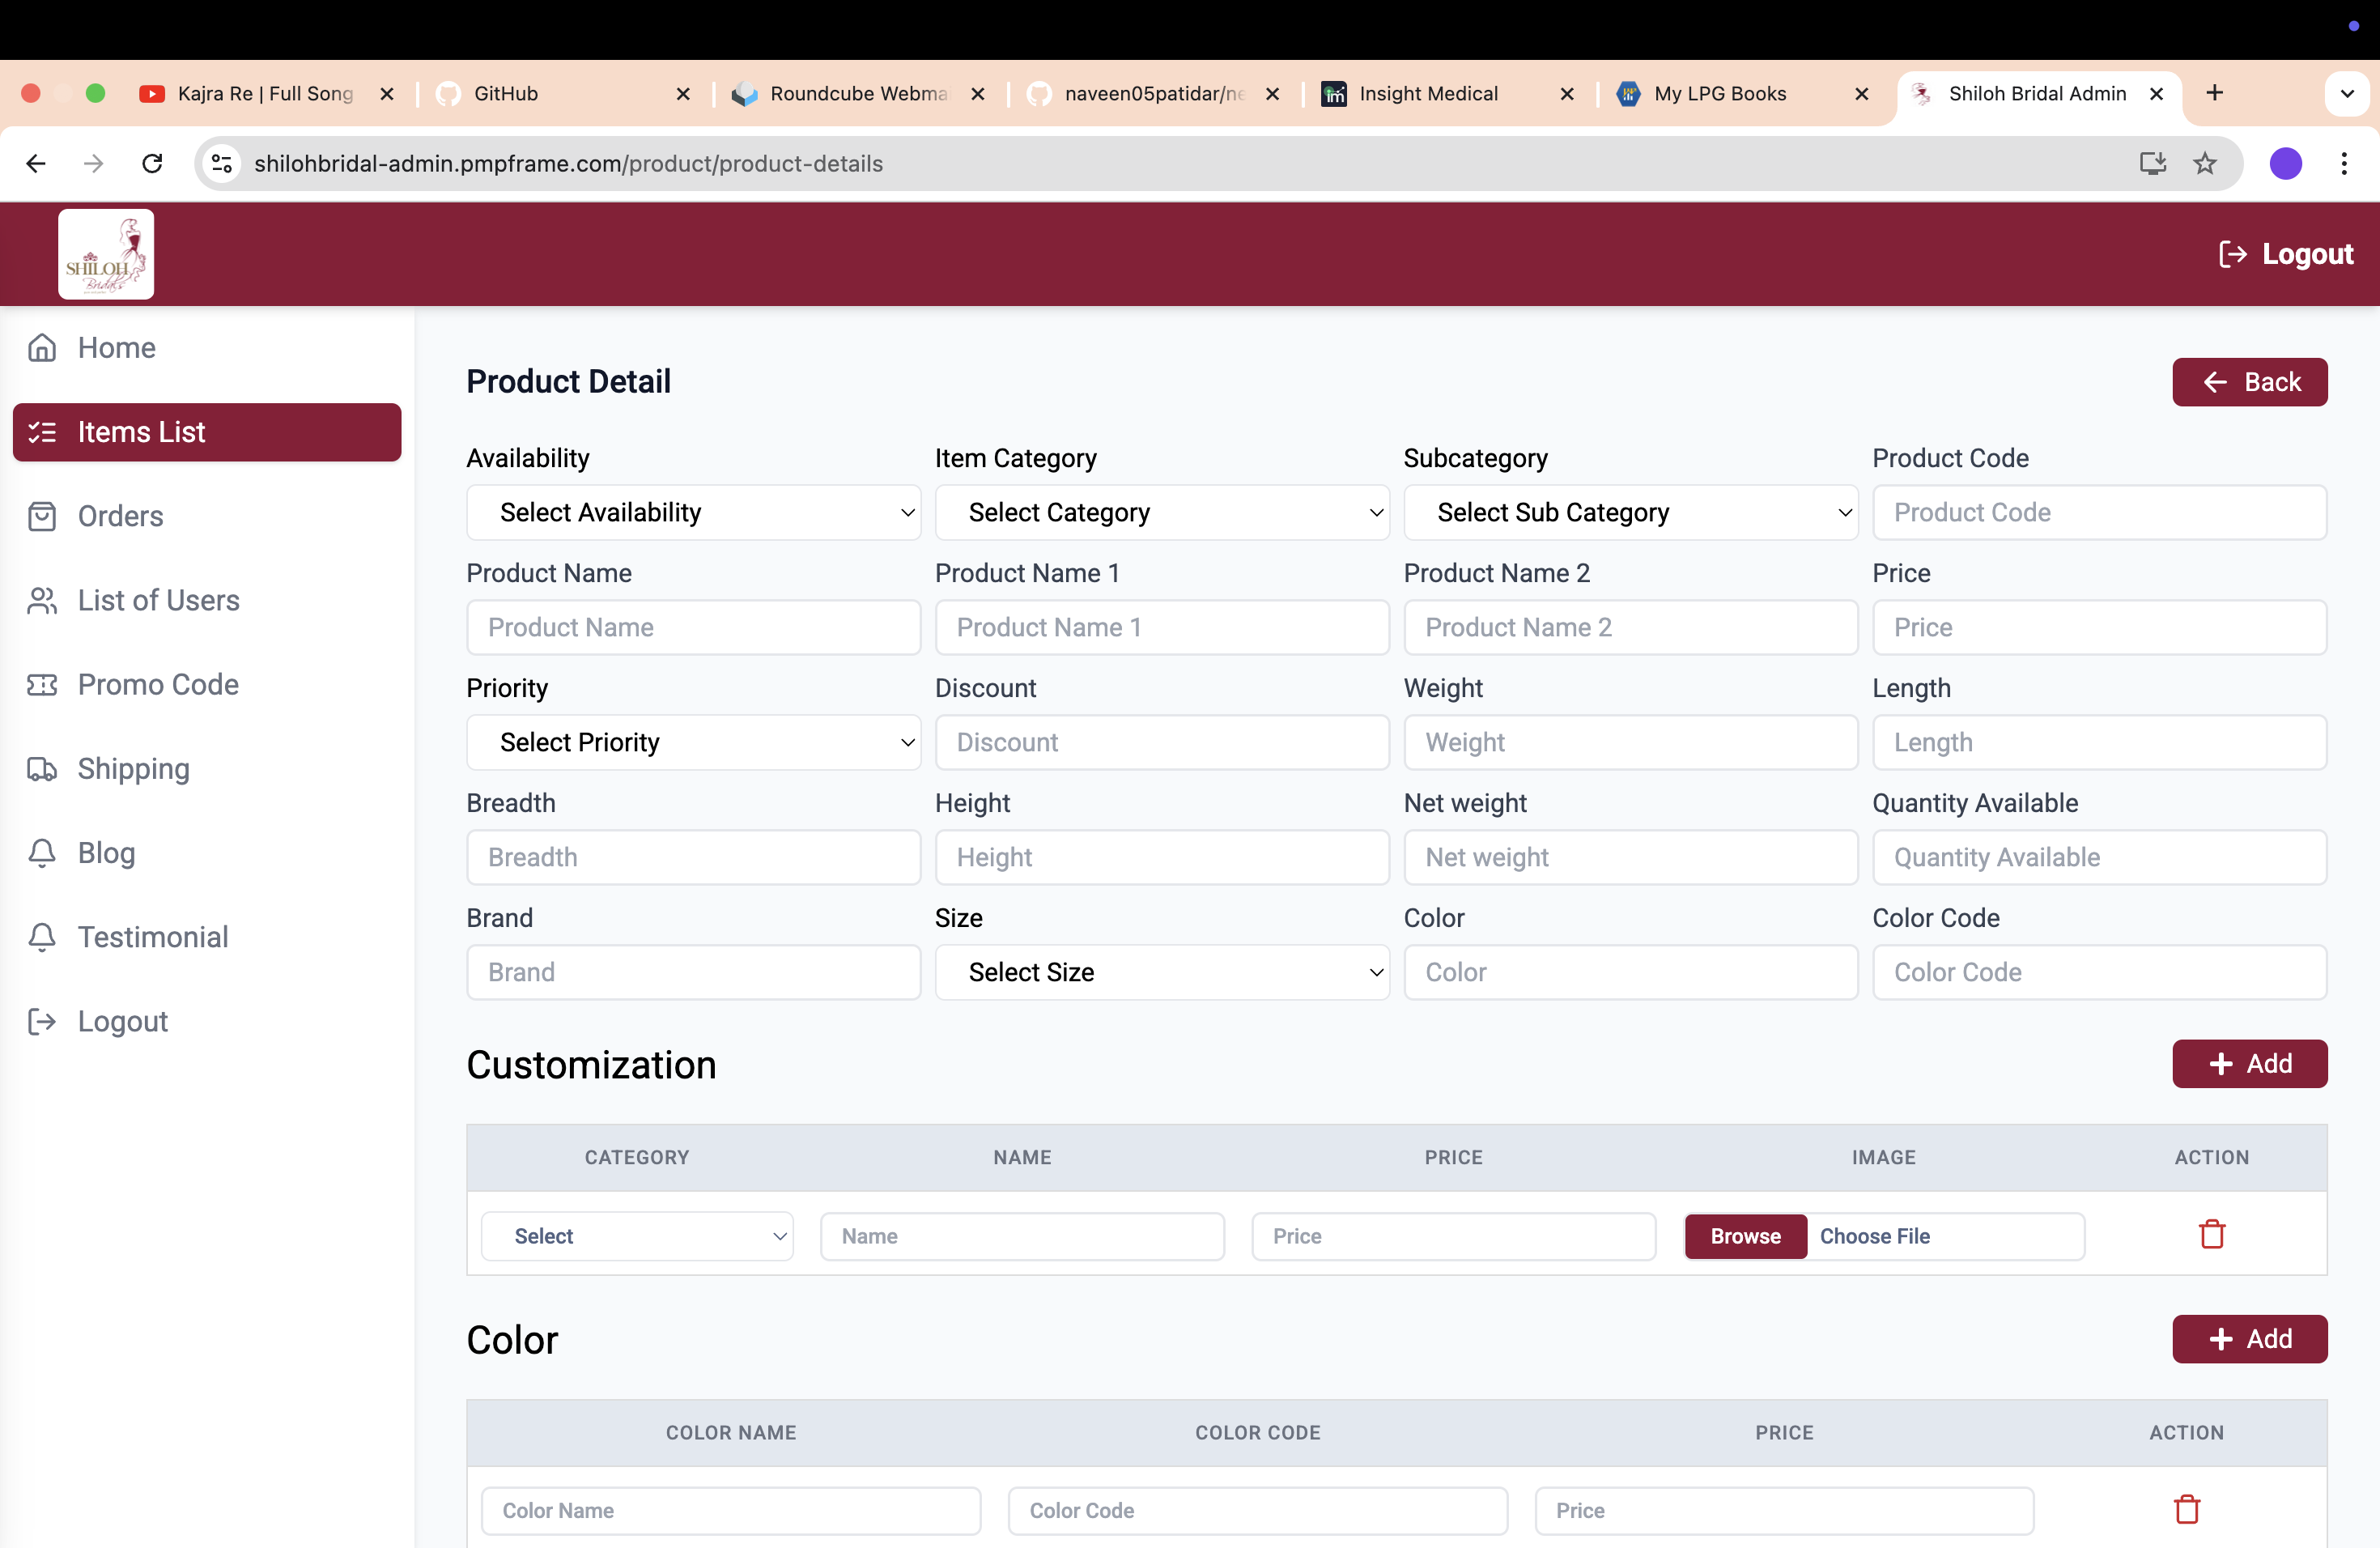 Kajra Re | Full Song
GitHub
Roundcube Webma
naveen05patidar/ne
Insight Medical
My LPG Books
Shiloh Bridal Admin
shilohbridal-admin.pmpframe.com/product/product-details
SHILOH
Bridals
Logout
Home
Items List
Orders
List of Users
Promo Code
Shipping
Blog
Testimonial
Logout
Product Detail
Back
Availability Item Category Subcategory Product Code
Select Availability Select Category Select Sub Category Product Code
Product Name Product Name 1 Product Name 2 Price
Product Name Product Name 1 Product Name 2 Price
Priority Discount Weight Length
Select Priority Discount Weight Length
Breadth Height Net weight Quantity Available
Breadth Height Net weight Quantity Available
Brand Size Color Color Code
Brand Select Size Color Color Code
Customization
Add
CATEGORY NAME PRICE IMAGE ACTION
Select Name Price Browse Choose File
Color
Add
COLOR NAME COLOR CODE PRICE ACTION
Color Name Color Code Price